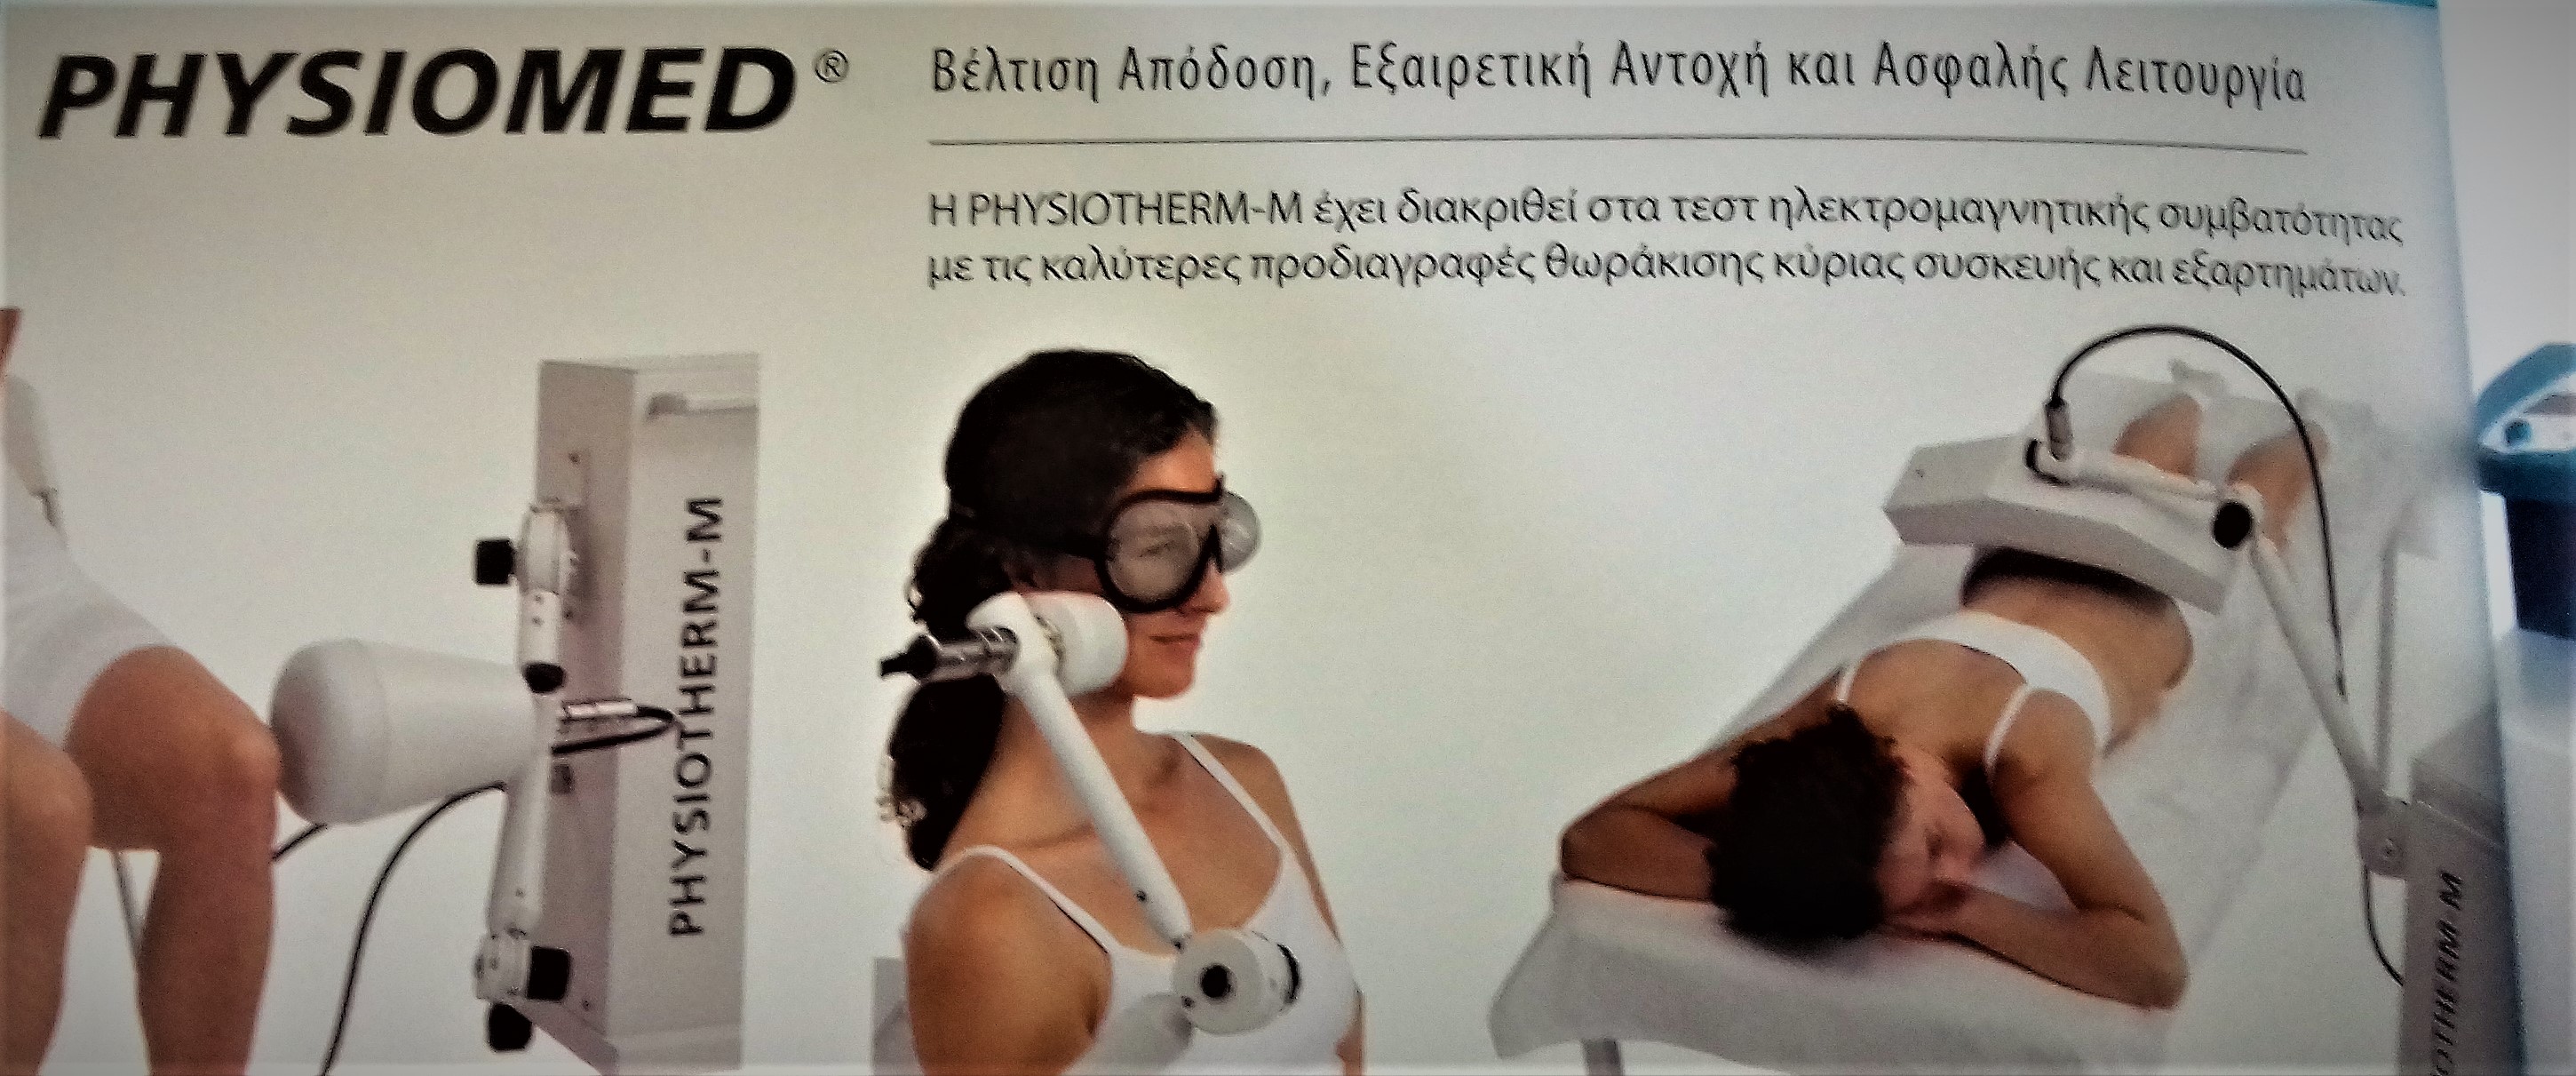 PHYSIOMED®
Βέλτιση Απόδοση, Εξαιρετική Αντοχή και Ασφαλής Λειτουργία
Η PHYSIOTHERM-M έχει διακριθεί στα τεστ ηλεκτρομαγνητικής συμβατότητας
με τις καλύτερες προδιαγραφές θωράκισης κύριας συσκευής και εξαρτημάτων.
PHYSIOTHERM-M
OTHERM-M